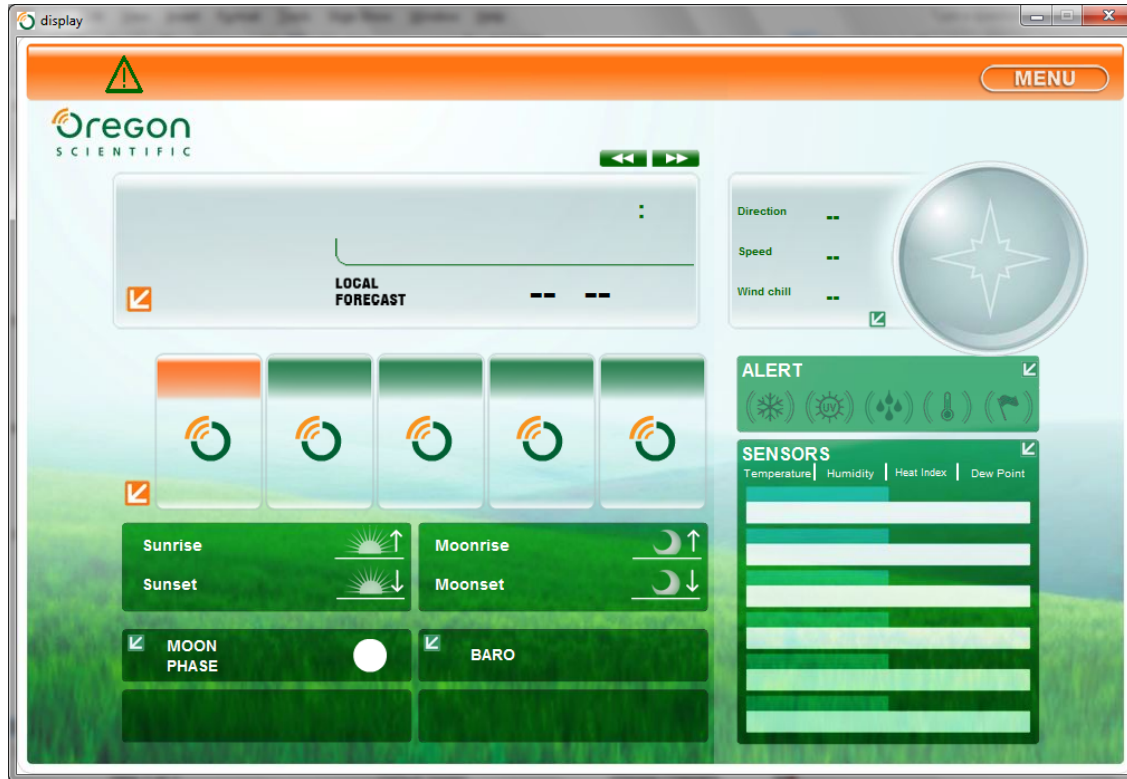 display
MENU
Oregon
SCIENTIFIC
:
LOCAL
FORECAST
-- --
Direction --
Speed --
Wind chill --
ALERT
UV
SENSORS
Temperature Humidity Heat Index Dew Point
Sunrise
Sunset
Moonrise
Moonset
MOON
PHASE
BARO